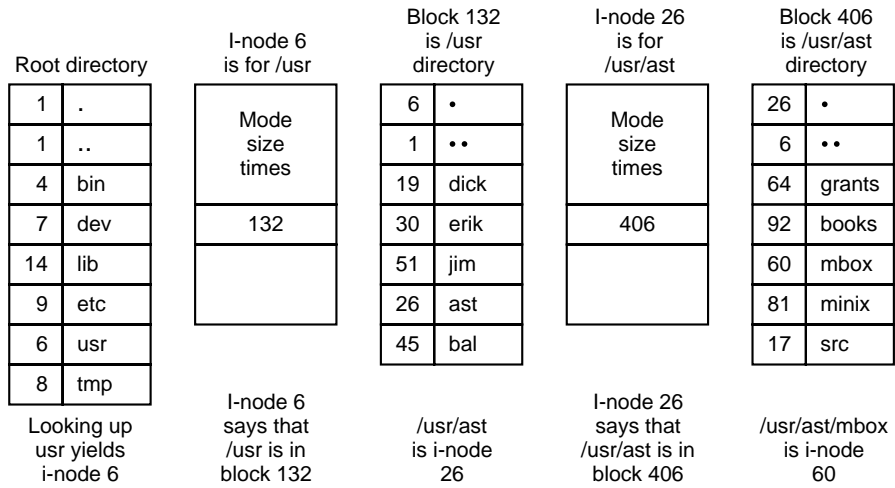 Root directory
1 .
1 ..
4 bin
7 dev
14 lib
9 etc
6 usr
8 tmp
Looking up
usr yields
i-node 6
I-node 6
is for /usr
Mode
size
times
132
I-node 6
says that
/usr is in
block 132
Block 132
is /usr
directory
6 •
1 ••
19 dick
30 erik
51 jim
26 ast
45 bal
/usr/ast
is i-node
26
I-node 26
is for
/usr/ast
Mode
size
times
406
I-node 26
says that
/usr/ast is in
block 406
Block 406
is /usr/ast
directory
26 •
6 ••
64 grants
92 books
60 mbox
81 minix
17 src
/usr/ast/mbox
is i-node
60